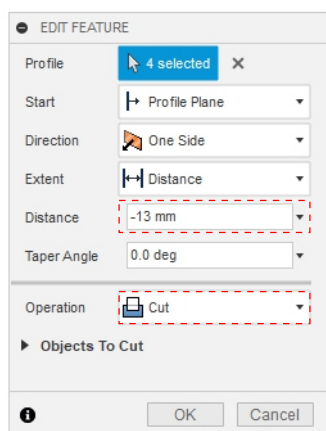 EDIT FEATURE
Profile 4 selected
Start Profile Plane
Direction One Side
Extent Distance
Distance -13 mm
Taper Angle 0.0 deg
Operation Cut
Objects To Cut
OK Cancel